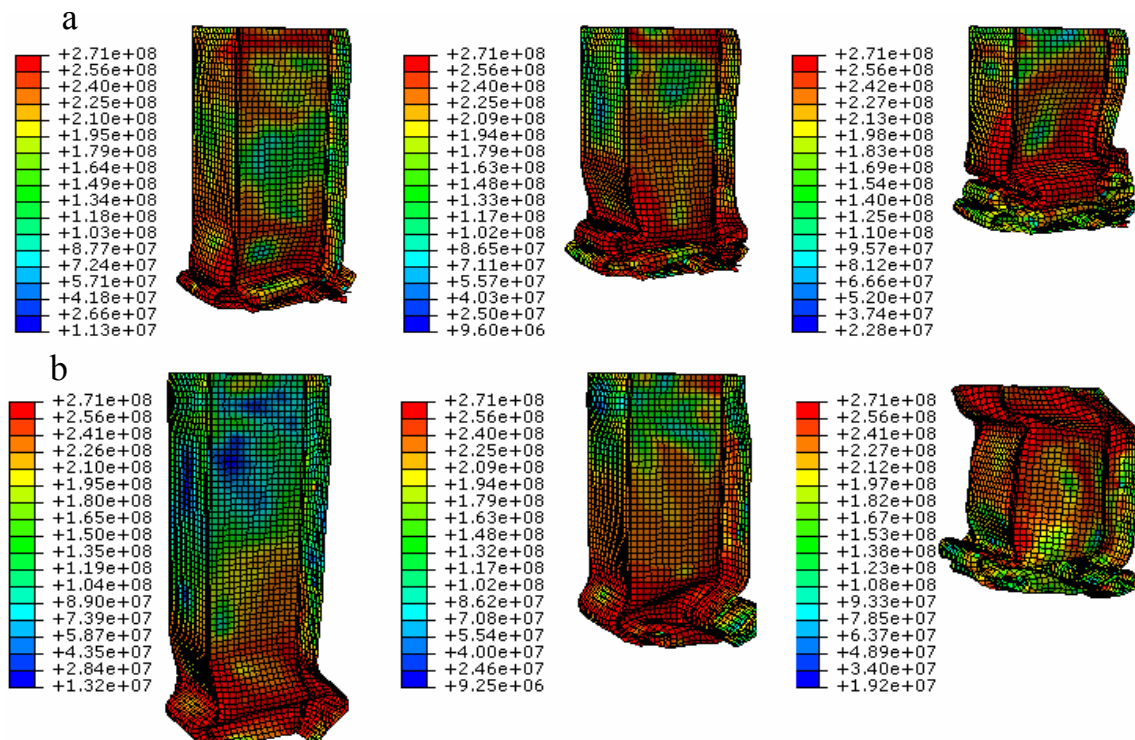 a
+2.71e+08
+2.56e+08
+2.40e+08
+2.25e+08
+2.10e+08
+1.95e+08
+1.79e+08
+1.64e+08
+1.49e+08
+1.34e+08
+1.18e+08
+1.03e+08
+8.77e+07
+7.24e+07
+5.71e+07
+4.18e+07
+2.66e+07
+1.13e+07
+2.71e+08
+2.56e+08
+2.40e+08
+2.25e+08
+2.09e+08
+1.94e+08
+1.79e+08
+1.63e+08
+1.48e+08
+1.33e+08
+1.17e+08
+1.02e+08
+8.65e+07
+7.11e+07
+5.57e+07
+4.03e+07
+2.50e+07
+9.60e+06
+2.71e+08
+2.56e+08
+2.42e+08
+2.27e+08
+2.13e+08
+1.98e+08
+1.83e+08
+1.69e+08
+1.54e+08
+1.40e+08
+1.25e+08
+1.10e+08
+9.57e+07
+8.12e+07
+6.66e+07
+5.20e+07
+3.74e+07
+2.28e+07
b
+2.71e+08
+2.56e+08
+2.41e+08
+2.26e+08
+2.10e+08
+1.95e+08
+1.80e+08
+1.65e+08
+1.50e+08
+1.35e+08
+1.19e+08
+1.04e+08
+8.90e+07
+7.39e+07
+5.87e+07
+4.35e+07
+2.84e+07
+1.32e+07
+2.71e+08
+2.56e+08
+2.40e+08
+2.25e+08
+2.09e+08
+1.94e+08
+1.79e+08
+1.63e+08
+1.48e+08
+1.32e+08
+1.17e+08
+1.02e+08
+8.62e+07
+7.08e+07
+5.54e+07
+4.00e+07
+2.46e+07
+9.25e+06
+2.71e+08
+2.56e+08
+2.41e+08
+2.27e+08
+2.12e+08
+1.97e+08
+1.82e+08
+1.67e+08
+1.53e+08
+1.38e+08
+1.23e+08
+1.08e+08
+9.33e+07
+7.85e+07
+6.37e+07
+4.89e+07
+3.40e+07
+1.92e+07